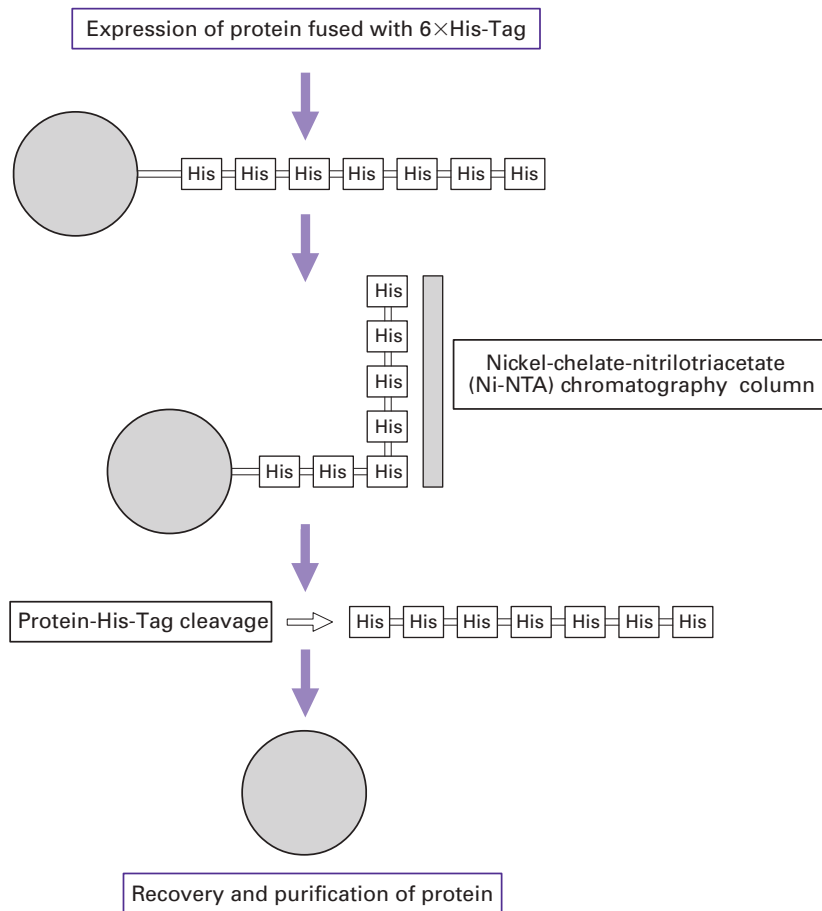 Expression of protein fused with 6×His-Tag
His His His His His His His
His
His
His
His
His His His
Nickel-chelate-nitrilotriacetate
(Ni-NTA) chromatography column
Protein-His-Tag cleavage
His His His His His His His
Recovery and purification of protein